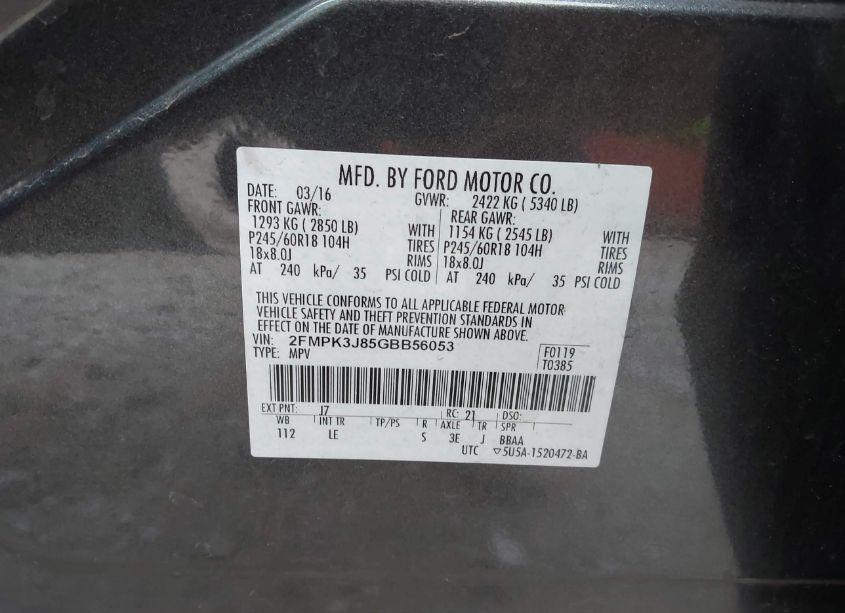 MFD. BY FORD MOTOR CO.
DATE: 03/16 GVWR: 2422 KG ( 5340 LB)
FRONT GAWR: REAR GAWR:
1293 KG ( 2850 LB) WITH 1154 KG ( 2545 LB) WITH
P245/60R18 104H TIRES P245/60R18 104H TIRES
18x8.0J RIMS 18x8.0J RIMS
AT 240 kPa/ 35 PSI COLD AT 240 kPa/ 35 PSI COLD
THIS VEHICLE CONFORMS TO ALL APPLICABLE FEDERAL MOTOR
VEHICLE SAFETY AND THEFT PREVENTION STANDARDS IN
EFFECT ON THE DATE OF MANUFACTURE SHOWN ABOVE.
VIN: 2FMPK3J85GBB56053 F0119
TYPE: MPV T0385
EXT PNT: J7 RC: 21 DSO:
WB INT TR TP/PS R AXLE TR SPR
112 LE S 3E J BBAA
UTC ▽5U5A-1520472-BA